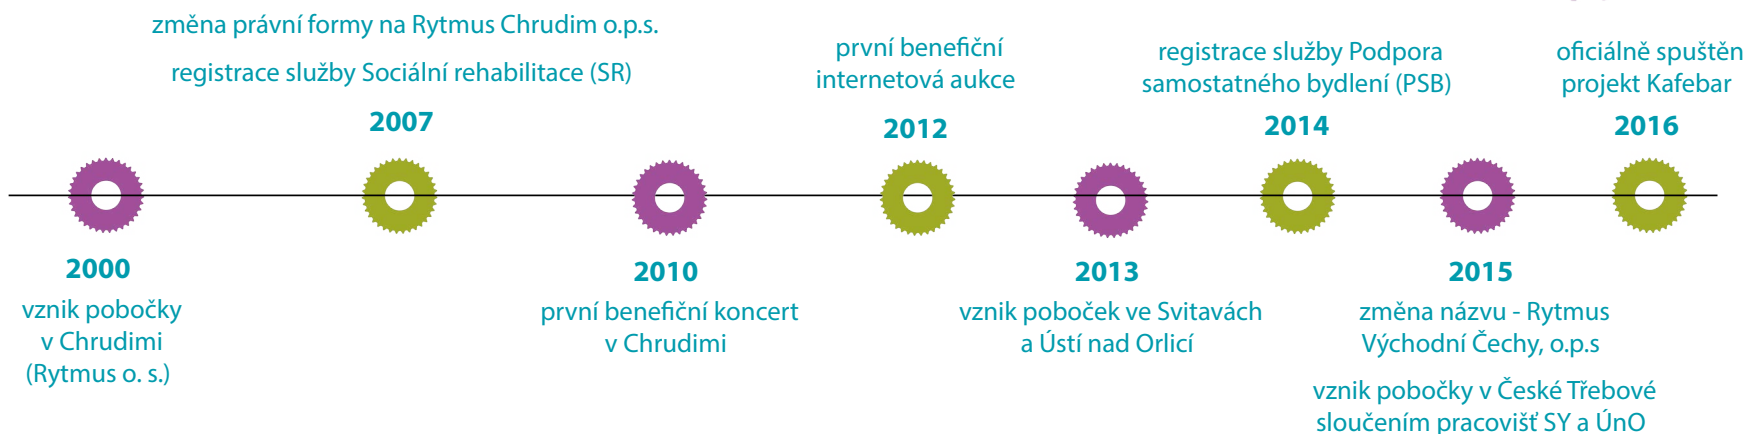 změna právní formy na Rytmus Chrudim o.p.s.
registrace služby Sociální rehabilitace (SR)
2007
první benefiční
internetová aukce
2012
registrace služby Podpora
samostatného bydlení (PSB)
2014
oficiálně spuštěn
projekt Kafebar
2016
2000
vznik pobočky
v Chrudimi
(Rytmus o. s.)
2010
první benefiční koncert
v Chrudimi
2013
vznik poboček ve Svitavách
a Ústí nad Orlicí
2015
změna názvu - Rytmus
Východní Čechy, o.p.s
vznik pobočky v České Třebové
sloučením pracovišť SY a ÚnO